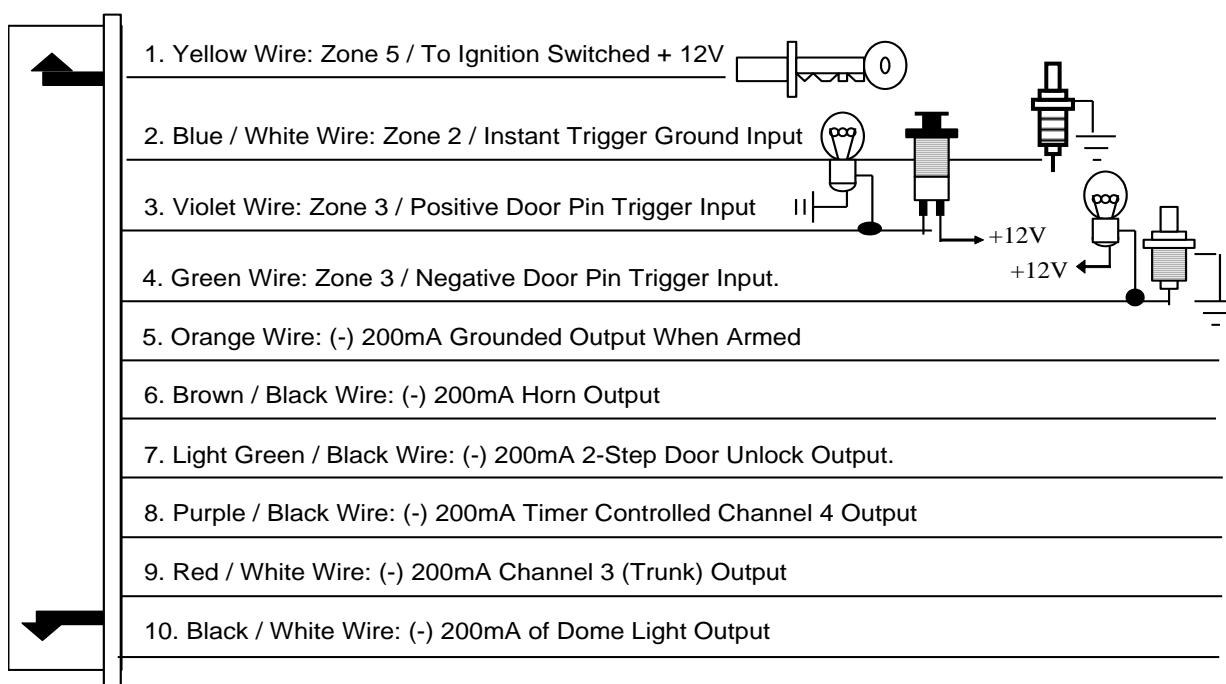 1. Yellow Wire: Zone 5 / To Ignition Switched + 12V
2. Blue / White Wire: Zone 2 / Instant Trigger Ground Input
3. Violet Wire: Zone 3 / Positive Door Pin Trigger Input
+12V
+12V
4. Green Wire: Zone 3 / Negative Door Pin Trigger Input.
5. Orange Wire: (-) 200mA Grounded Output When Armed
6. Brown / Black Wire: (-) 200mA Horn Output
7. Light Green / Black Wire: (-) 200mA 2-Step Door Unlock Output.
8. Purple / Black Wire: (-) 200mA Timer Controlled Channel 4 Output
9. Red / White Wire: (-) 200mA Channel 3 (Trunk) Output
10. Black / White Wire: (-) 200mA of Dome Light Output